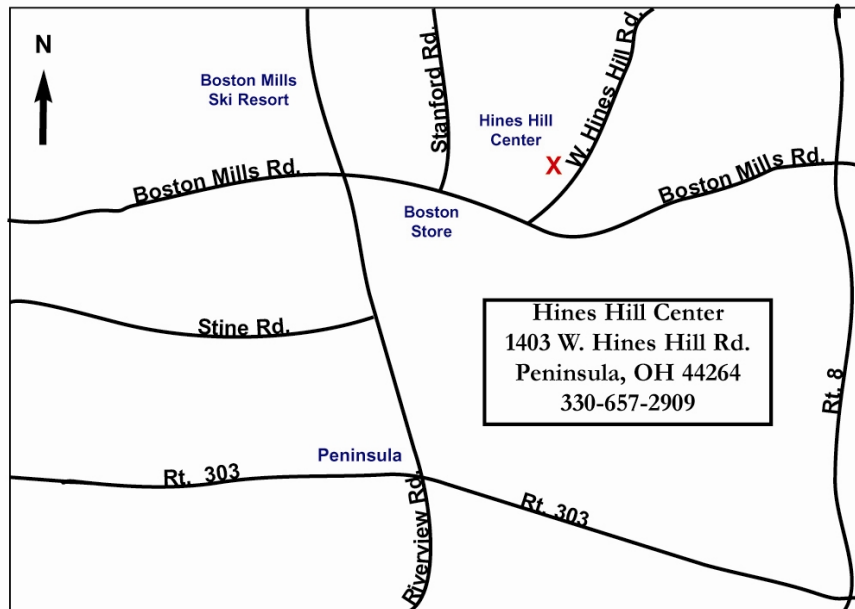 N
Boston Mills
Ski Resort
Stanford Rd.
Hines Hill
Center
X
W. Hines Hill Rd.
Boston Mills Rd.
Boston Mills Rd.
Boston
Store
Stine Rd.
Hines Hill Center
1403 W. Hines Hill Rd.
Peninsula, OH 44264
330-657-2909
Rt. 8
Peninsula
Rt. 303
Riverview Rd.
Rt. 303